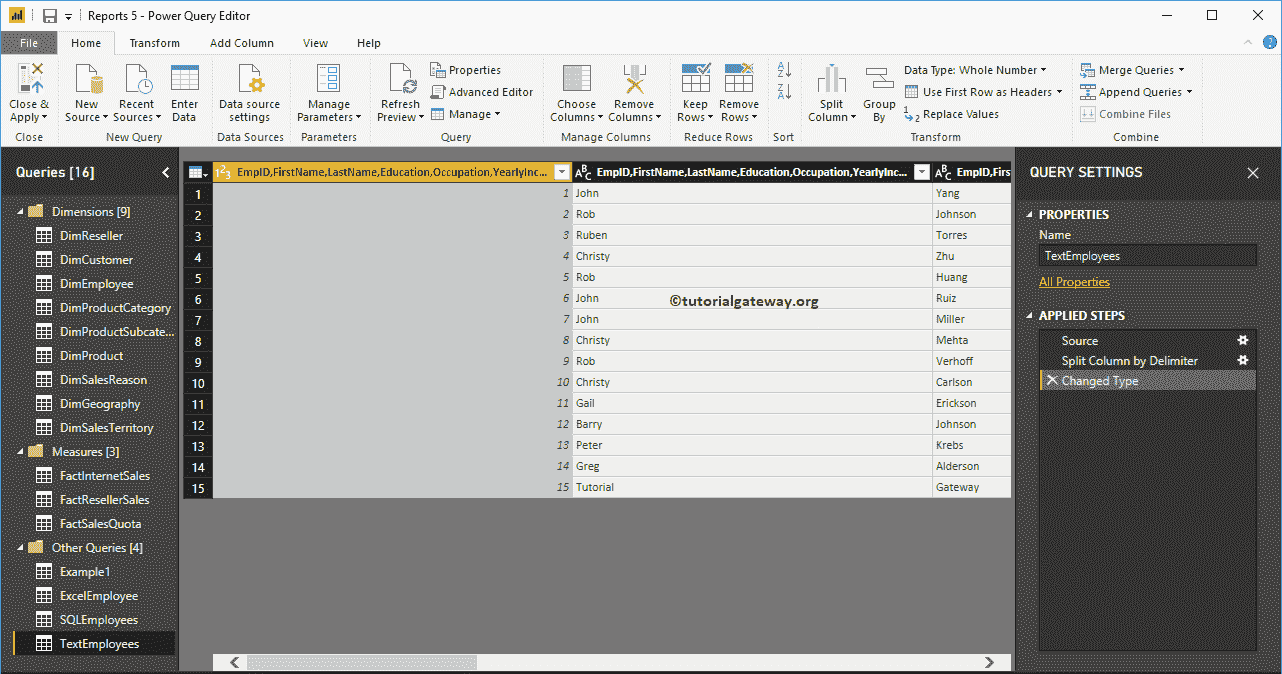 Reports 5 - Power Query Editor
File Home Transform Add Column View Help
Close & Apply
New Source
Recent Sources
Enter Data
Data source settings
Manage Parameters
Refresh Preview
Properties
Advanced Editor
Manage
Choose Columns
Remove Columns
Keep Rows
Remove Rows
A Z
Z A
Split Column
Group By
Data Type: Whole Number
Use First Row as Headers
1 2 Replace Values
Merge Queries
Append Queries
Combine Files
Close New Query Data Sources Parameters Query Manage Columns Reduce Rows Sort Transform Combine
Queries [16]
Dimensions [9]
DimReseller
DimCustomer
DimEmployee
DimProductCategory
DimProductSubcate...
DimProduct
DimSalesReason
DimGeography
DimSalesTerritory
Measures [3]
FactInternetSales
FactResellerSales
FactSalesQuota
Other Queries [4]
Example1
ExcelEmployee
SQLEmployees
TextEmployees
123 EmpID,FirstName,LastName,Education,Occupation,YearlyInc... ABC EmpID,FirstName,LastName,Education,Occupation,YearlyInc... ABC EmpID,Firs
1 1 John Yang
2 2 Rob Johnson
3 3 Ruben Torres
4 4 Christy Zhu
5 5 Rob Huang
6 6 John Ruiz
7 7 John Miller
8 8 Christy Mehta
9 9 Rob Verhoff
10 10 Christy Carlson
11 11 Gail Erickson
12 12 Barry Johnson
13 13 Peter Krebs
14 14 Greg Alderson
15 15 Tutorial Gateway
©tutorialgateway.org
QUERY SETTINGS
PROPERTIES
Name
TextEmployees
All Properties
APPLIED STEPS
Source
Split Column by Delimiter
Changed Type